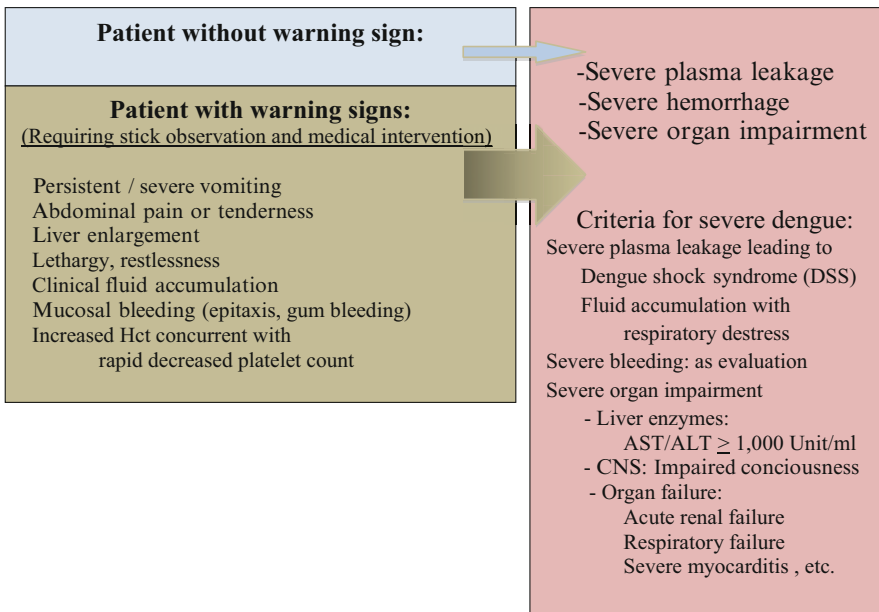 Patient without warning sign:
Patient with warning signs:
(Requiring stick observation and medical intervention)
Persistent / severe vomiting
Abdominal pain or tenderness
Liver enlargement
Lethargy, restlessness
Clinical fluid accumulation
Mucosal bleeding (epitaxis, gum bleeding)
Increased Hct concurrent with
rapid decreased platelet count
-Severe plasma leakage
-Severe hemorrhage
-Severe organ impairment
Criteria for severe dengue:
Severe plasma leakage leading to
Dengue shock syndrome (DSS)
Fluid accumulation with
respiratory destress
Severe bleeding: as evaluation
Severe organ impairment
- Liver enzymes:
AST/ALT ≥ 1,000 Unit/ml
- CNS: Impaired conciousness
- Organ failure:
Acute renal failure
Respiratory failure
Severe myocarditis , etc.